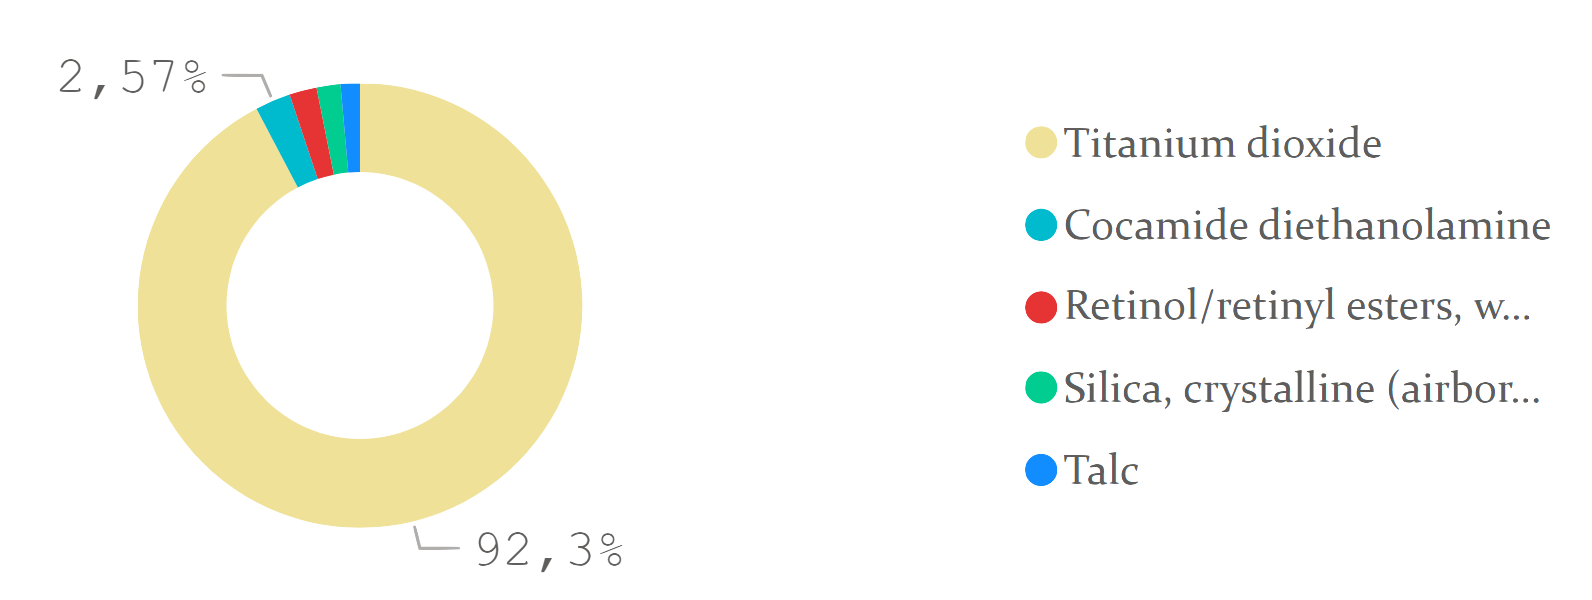 2,57%
92,3%
Titanium dioxide
Cocamide diethanolamine
Retinol/retinyl esters, w...
Silica, crystalline (airbor...
Talc